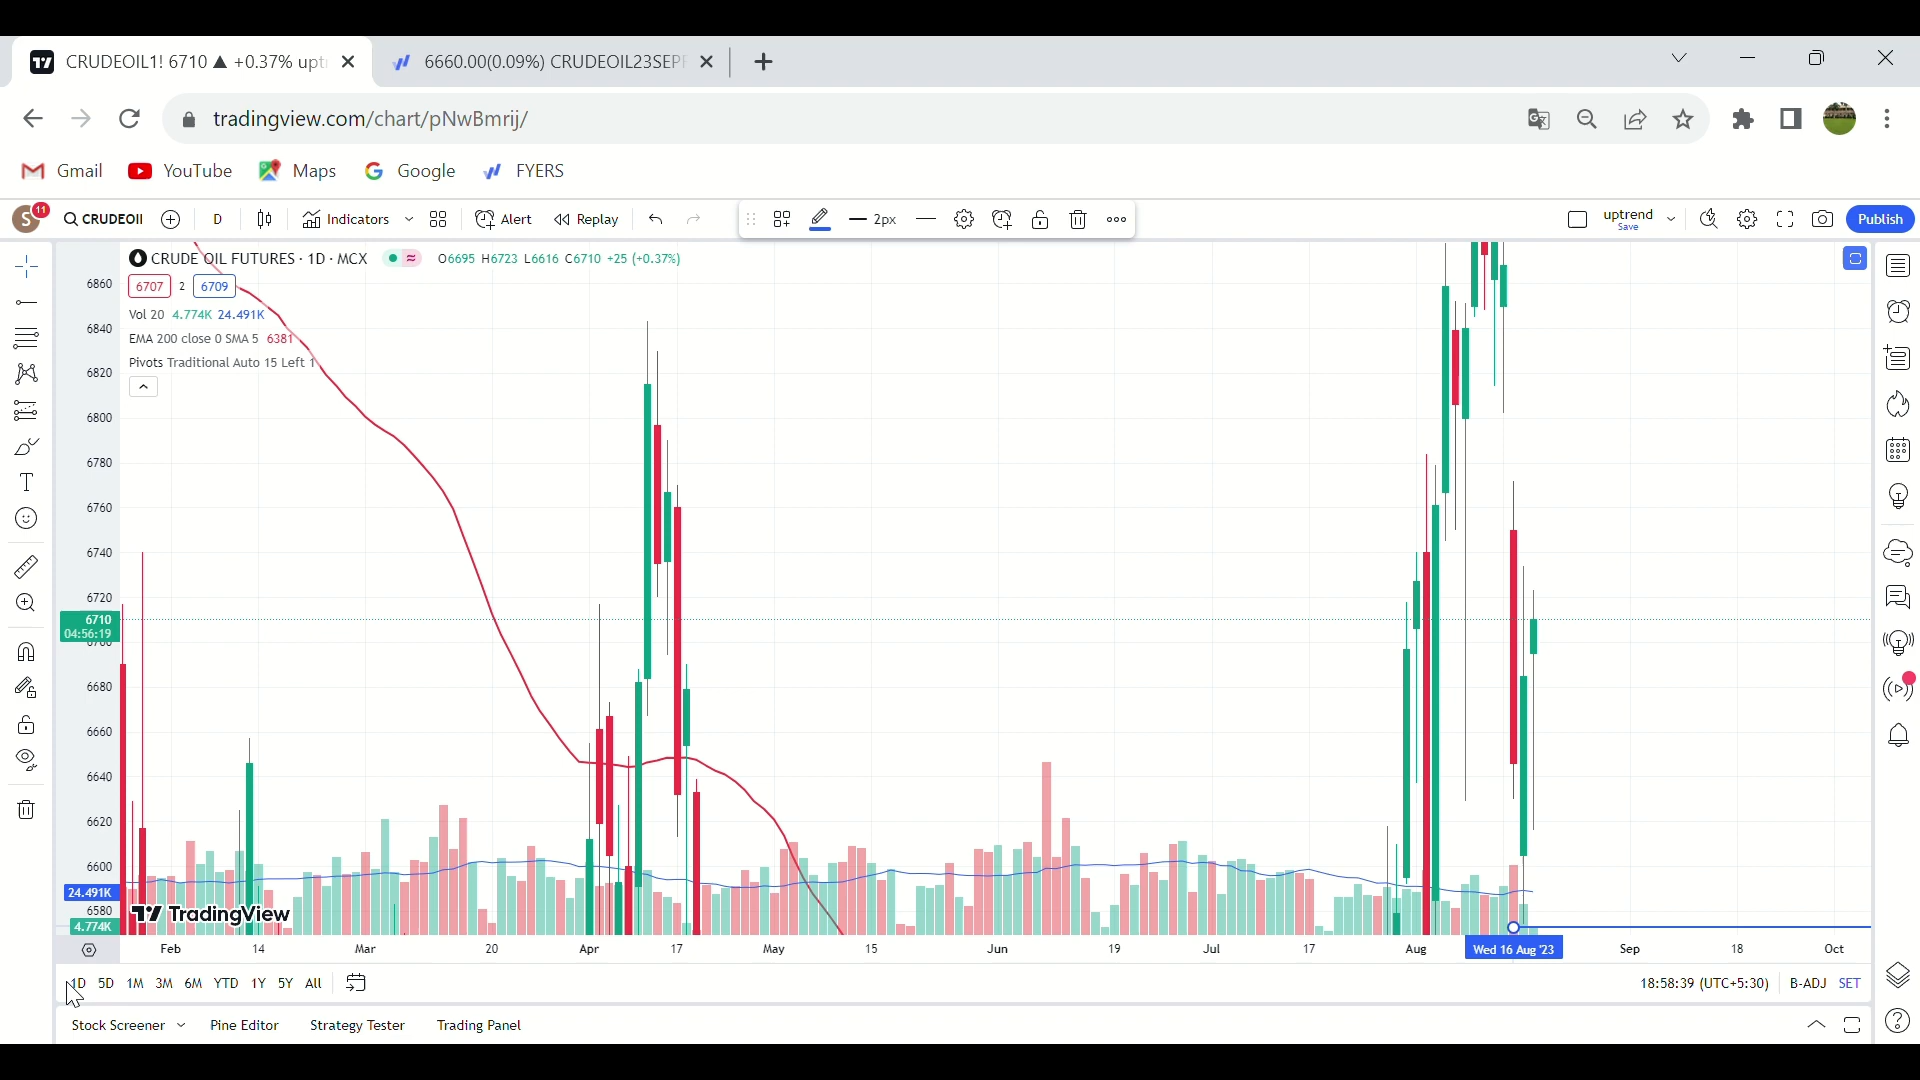 CRUDEOIL1! 6710 ▲ +0.37% upt
6660.00(0.09%) CRUDEOIL23SEPF
tradingview.com/chart/pNwBmrij/
Gmail YouTube Maps Google FYERS
S 11 CRUDEOIl D Indicators Alert Replay 2px uptrend Save Publish
CRUDE OIL FUTURES · 1D · MCX O6695 H6723 L6616 C6710 +25 (+0.37%)
6707 2 6709
Vol 20 4.774K 24.491K
EMA 200 close 0 SMA 5 6381
Pivots Traditional Auto 15 Left 1
6860
6840
6820
6800
6780
6760
6740
6720
6710
04:56:19
6700
6680
6660
6640
6620
6600
24.491K
6580
4.774K
TradingView
Feb 14 Mar 20 Apr 17 May 15 Jun 19 Jul 17 Aug Wed 16 Aug '23 Sep 18 Oct
1D 5D 1M 3M 6M YTD 1Y 5Y All 18:58:39 (UTC+5:30) B-ADJ SET
Stock Screener Pine Editor Strategy Tester Trading Panel